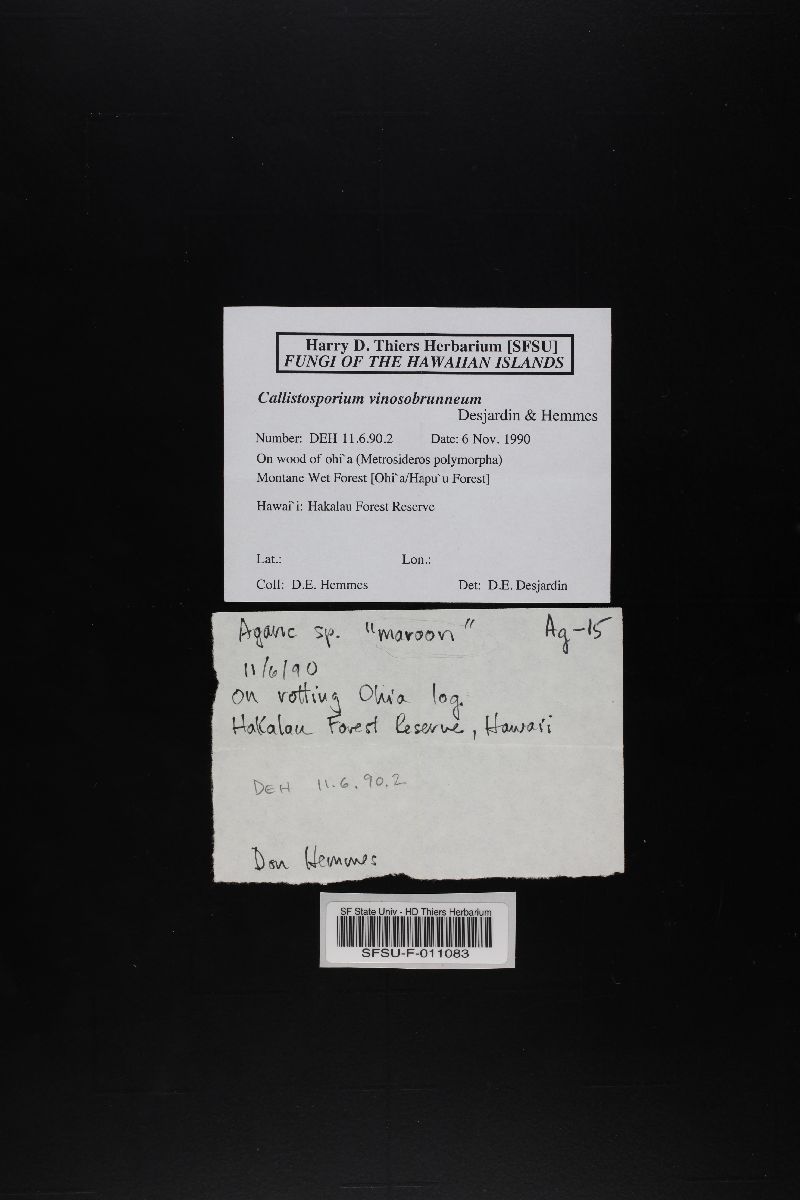 Harry D. Thiers Herbarium [SFSU]
FUNGI OF THE HAWAIIAN ISLANDS
Callistosporium vinosobrunneum
Desjardin & Hemmes
Number: DEH 11.6.90.2 Date: 6 Nov. 1990
On wood of ohi`a (Metrosideros polymorpha)
Montane Wet Forest [Ohi`a/Hapu`u Forest]
Hawai`i: Hakalau Forest Reserve
Lat.: Lon.:
Coll: D.E. Hemmes Det: D.E. Desjardin
Agaric sp. "maroon" Ag-15
11/6/90
on rotting Ohia log.
Hakalau Forest Reserve, Hawai'i
DEH 11.6.90.2
Don Hemmes
SF State Univ - HD Thiers Herbarium
SFSU-F-011083